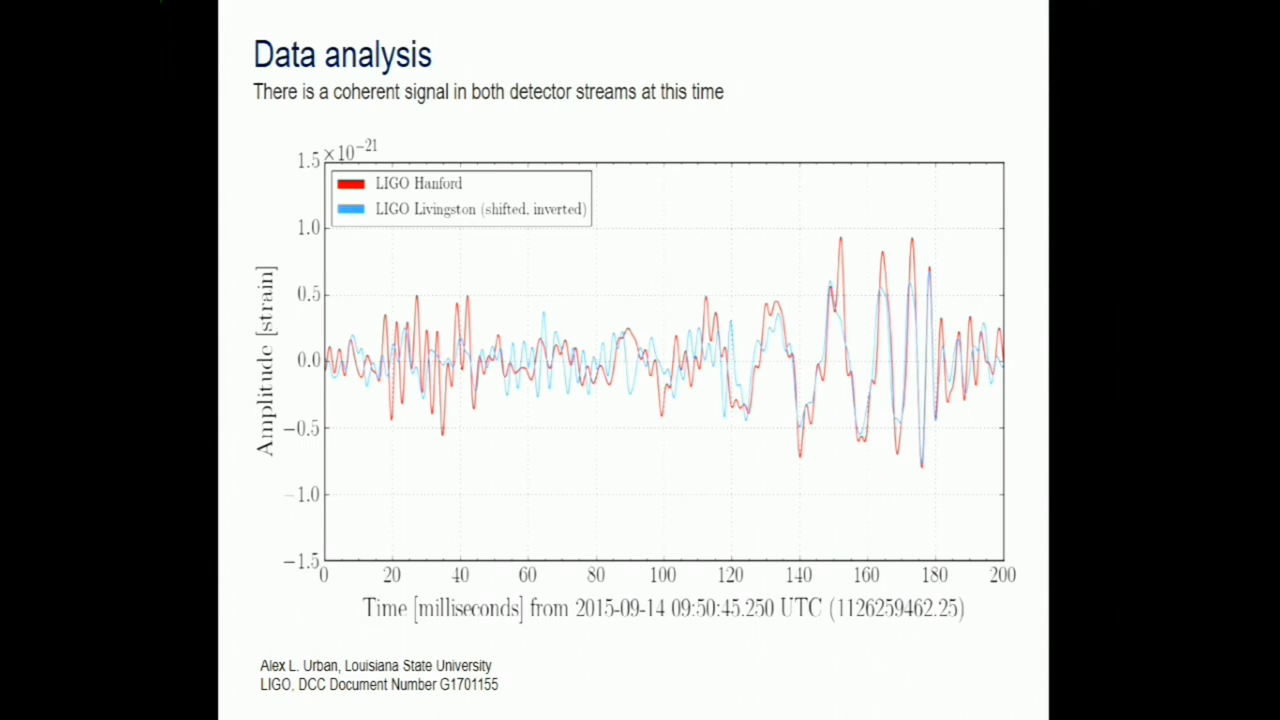 Data analysis
There is a coherent signal in both detector streams at this time
1.5 ×10⁻²¹
LIGO Hanford
LIGO Livingston (shifted, inverted)
1.0
0.5
0.0
−0.5
−1.0
−1.5
Amplitude [strain]
0 20 40 60 80 100 120 140 160 180 200
Time [milliseconds] from 2015-09-14 09:50:45.250 UTC (1126259462.25)
Alex L. Urban, Louisiana State University
LIGO, DCC Document Number G1701155